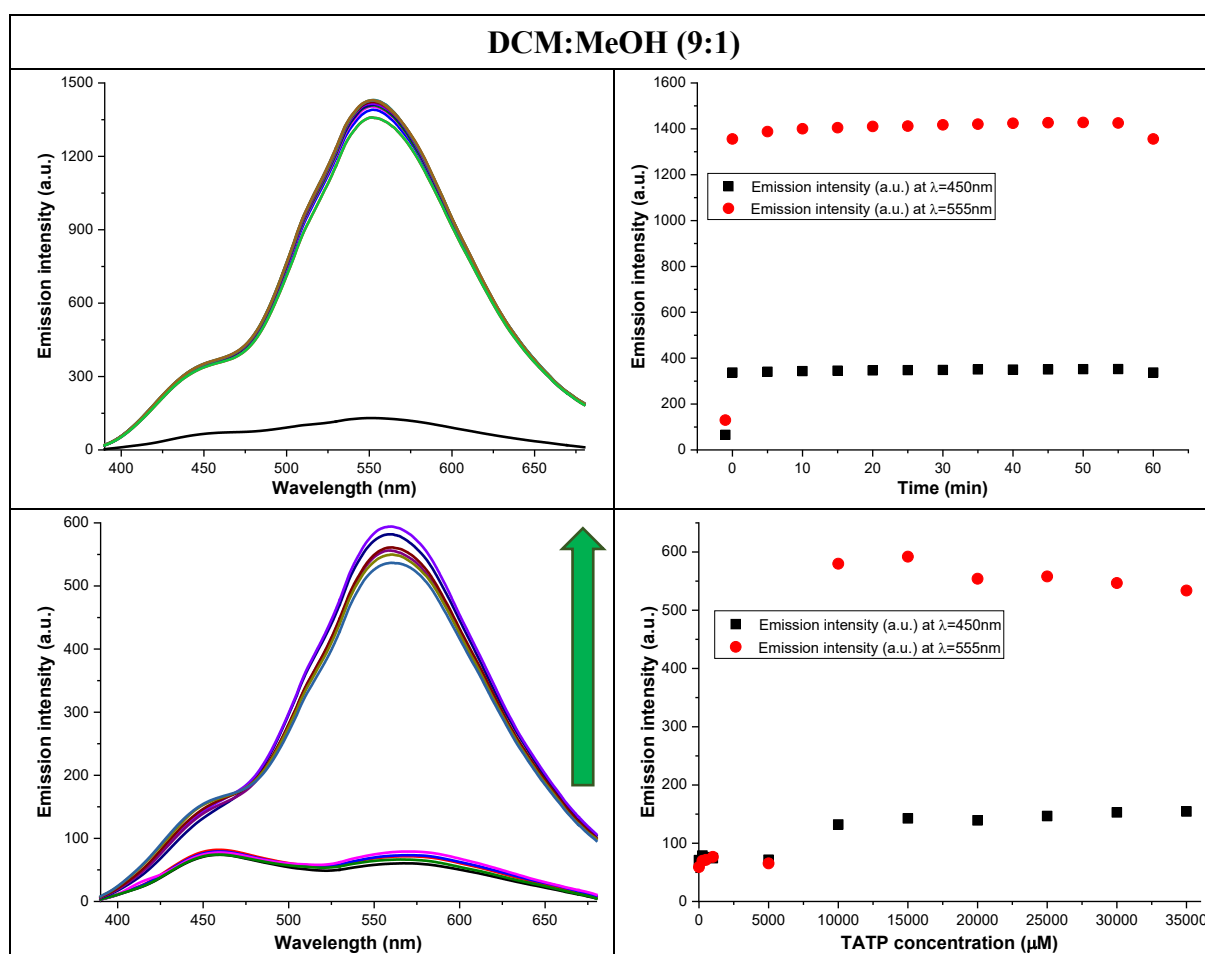 DCM:MeOH (9:1)
Emission intensity (a.u.)
1500
1200
900
600
300
0
400 450 500 550 600 650
Wavelength (nm)
Emission intensity (a.u.)
1600
1400
1200
1000
800
600
400
200
0
Emission intensity (a.u.) at λ=450nm
Emission intensity (a.u.) at λ=555nm
0 10 20 30 40 50 60
Time (min)
Emission intensity (a.u.)
600
500
400
300
200
100
0
400 450 500 550 600 650
Wavelength (nm)
Emission intensity (a.u.)
600
500
400
300
200
100
0
Emission intensity (a.u.) at λ=450nm
Emission intensity (a.u.) at λ=555nm
0 5000 10000 15000 20000 25000 30000 35000
TATP concentration (μM)